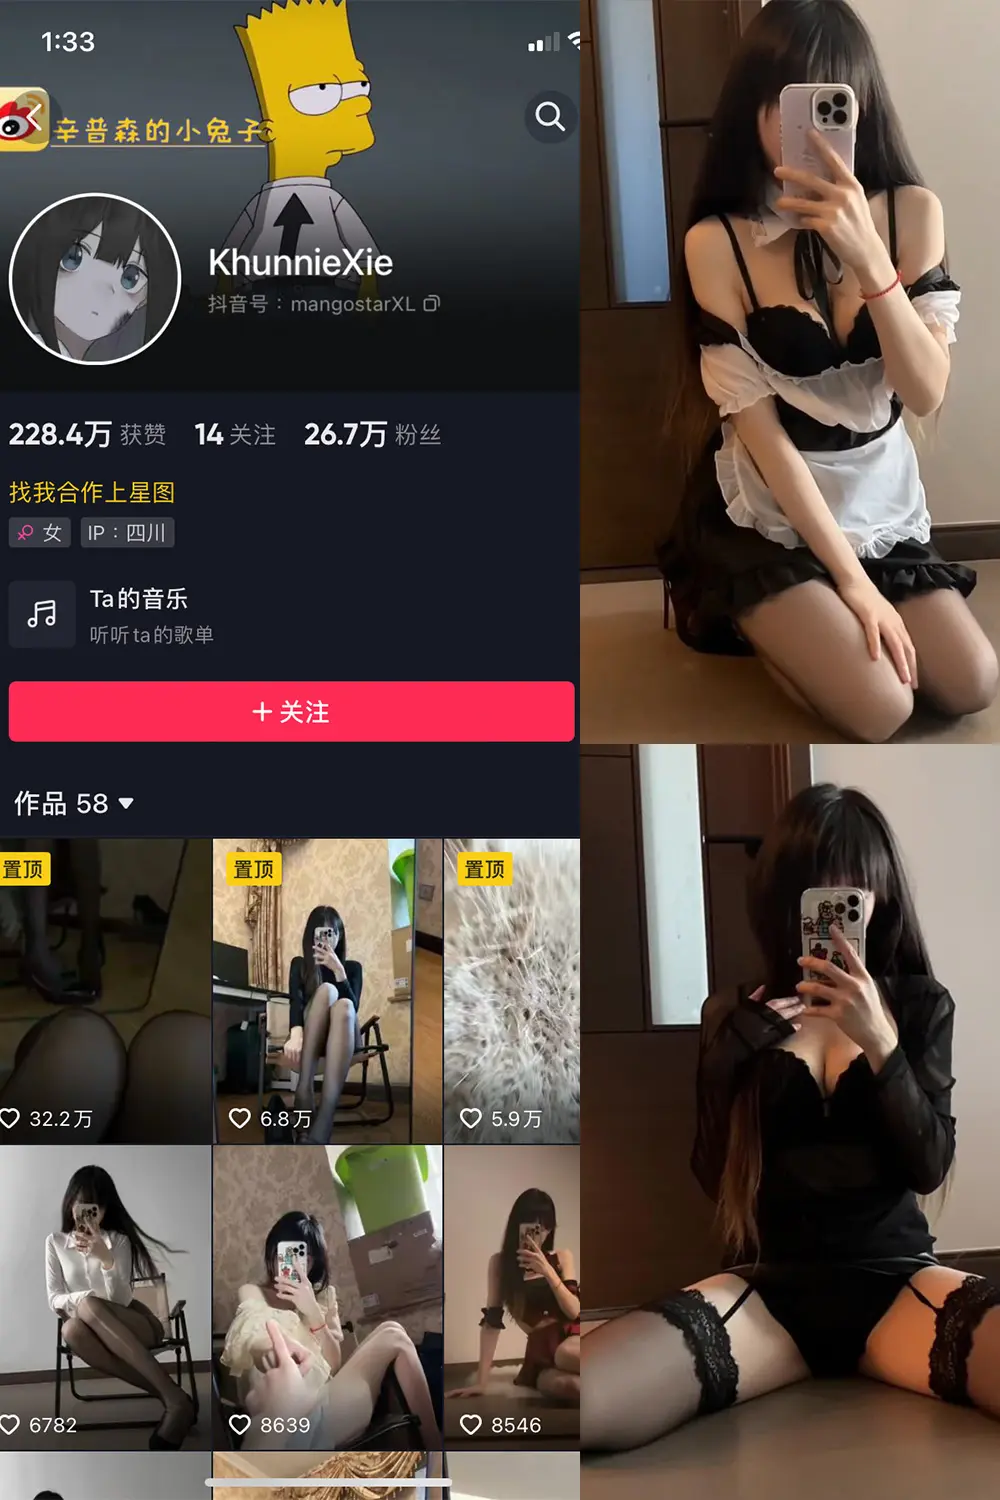 1:33
辛普森的小兔子
KhunnieXie
抖音号：mangostarXL
228.4万 获赞 14 关注 26.7万 粉丝
找我合作上星图
女 IP：四川
Ta的音乐
听听ta的歌单
+ 关注
作品 58
置顶 置顶 置顶
32.2万 6.8万 5.9万
6782 8639 8546